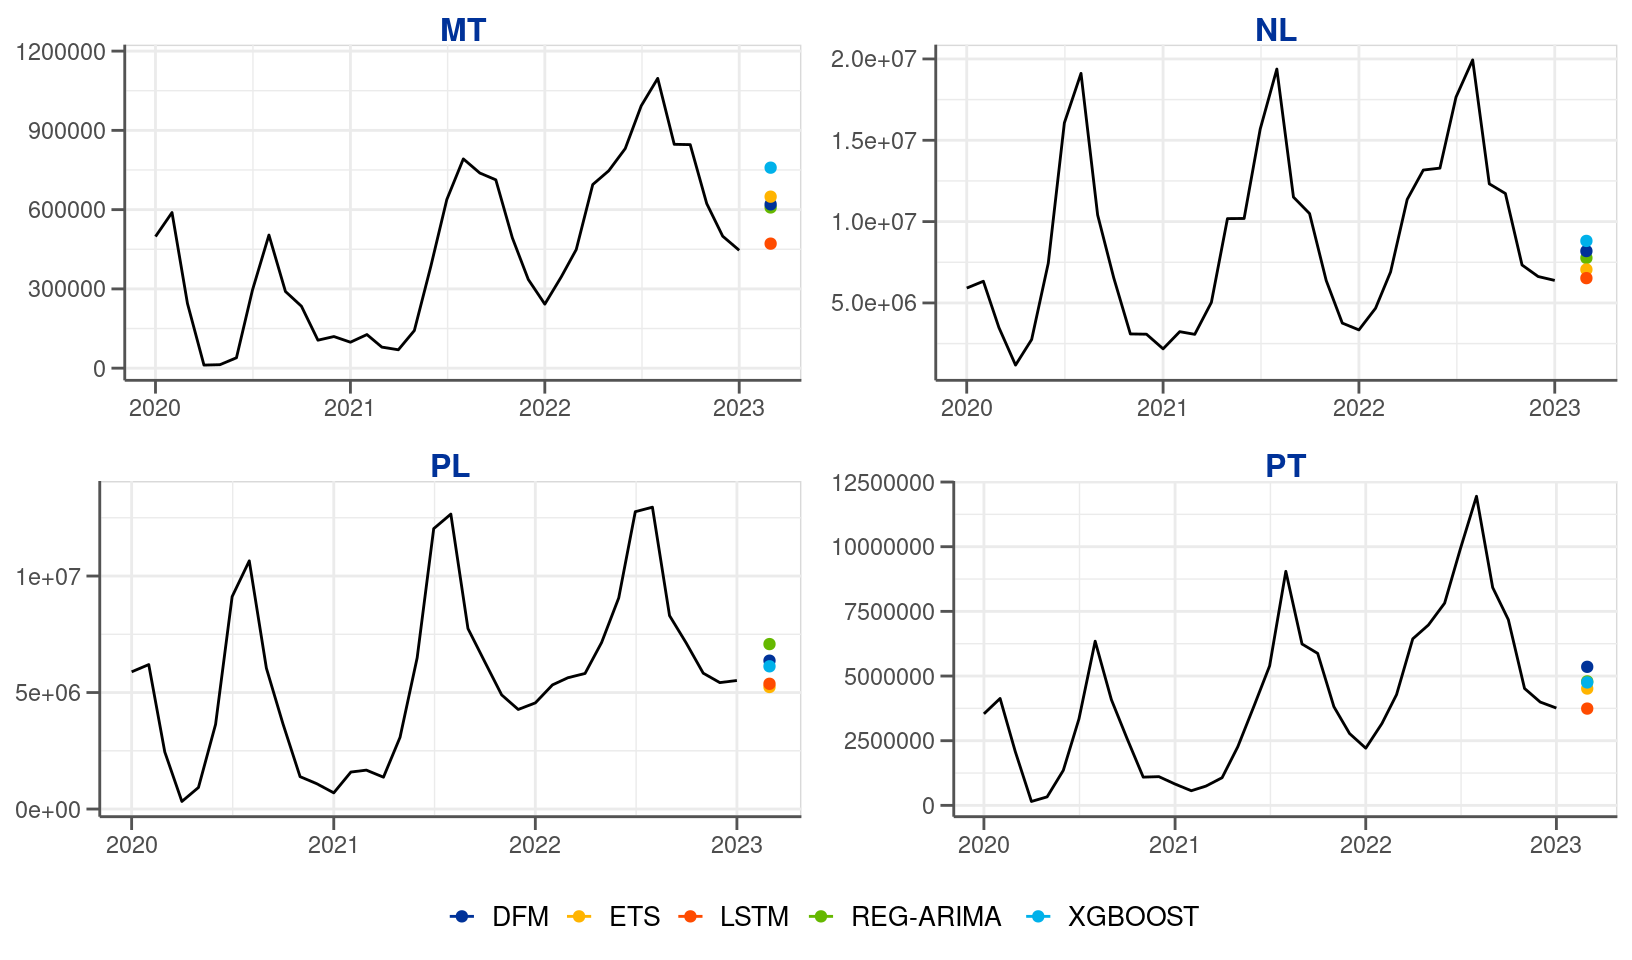 MT
1200000
900000
600000
300000
0
2020 2021 2022 2023
NL
2.0e+07
1.5e+07
1.0e+07
5.0e+06
2020 2021 2022 2023
PL
1e+07
5e+06
0e+00
2020 2021 2022 2023
PT
12500000
10000000
7500000
5000000
2500000
0
2020 2021 2022 2023
DFM ETS LSTM REG-ARIMA XGBOOST